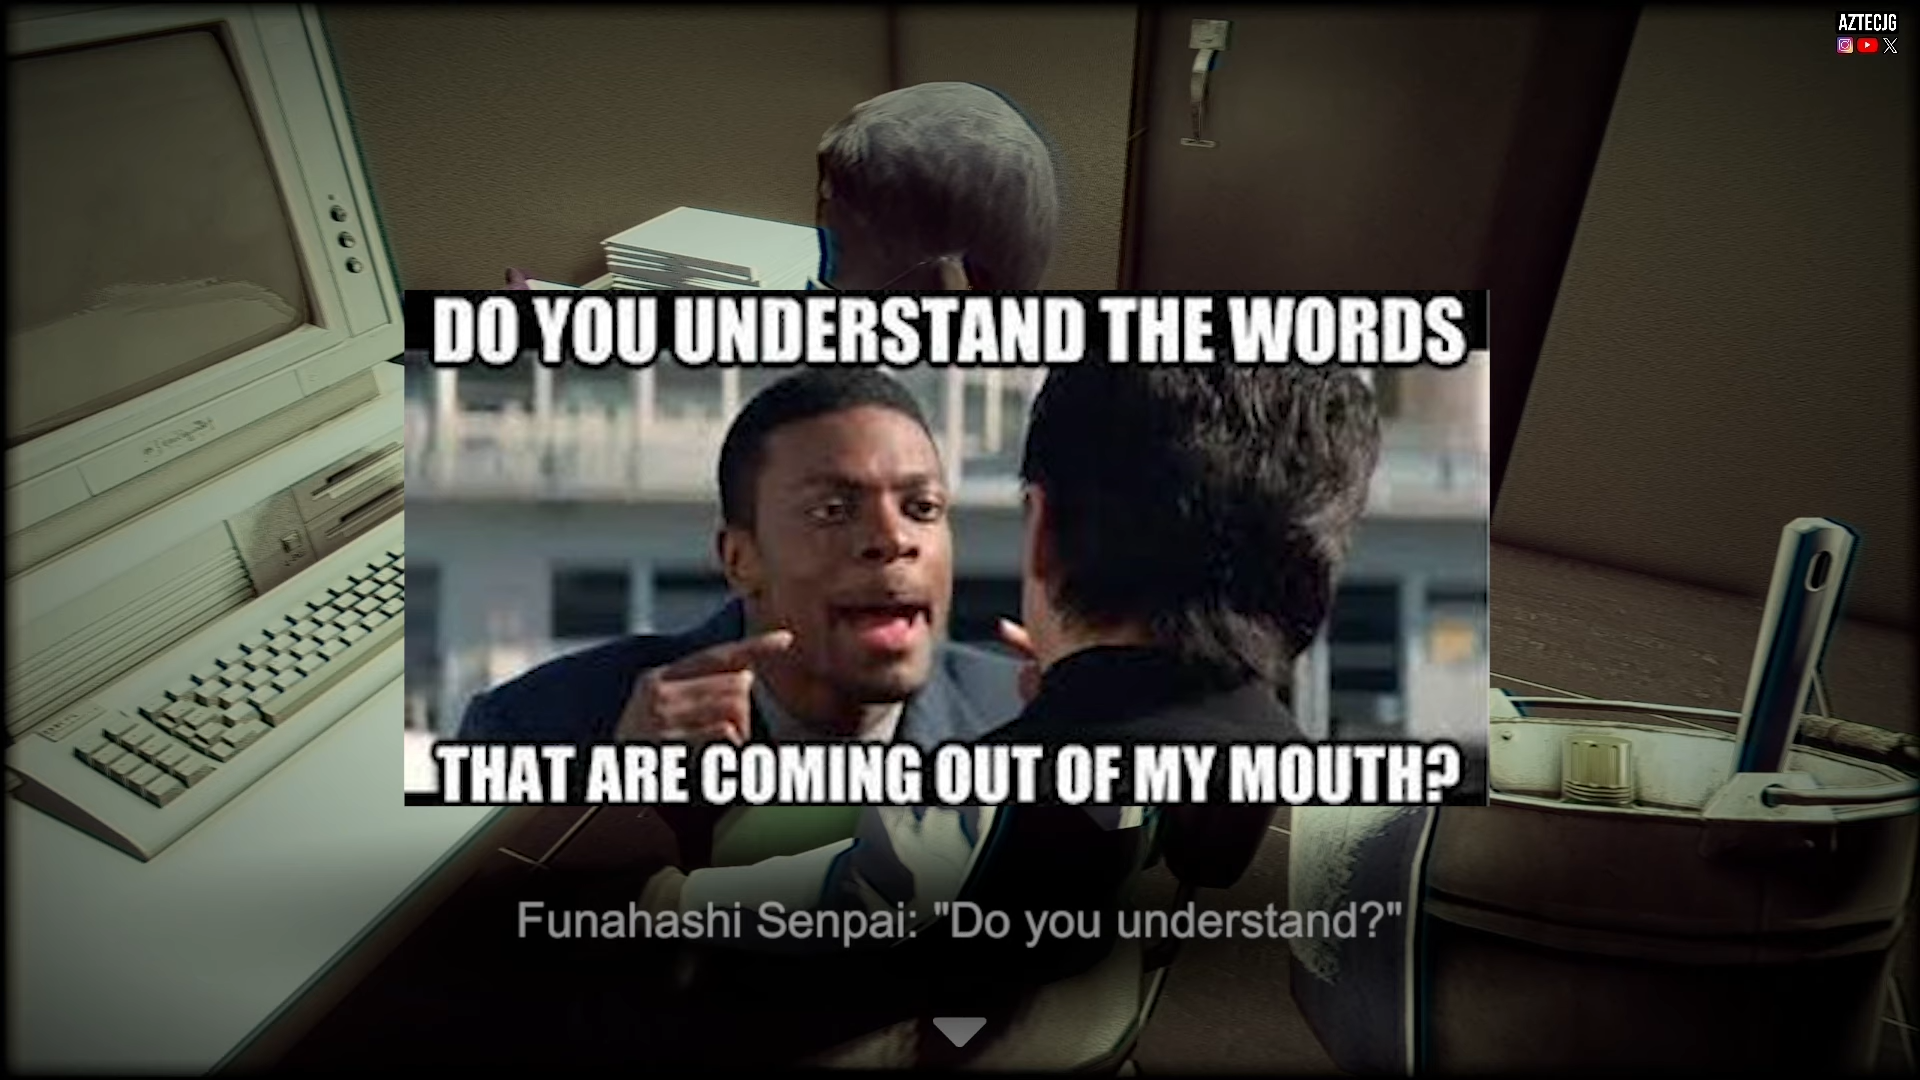 AZTECJG
DO YOU UNDERSTAND THE WORDS
THAT ARE COMING OUT OF MY MOUTH?
Funahashi Senpai: "Do you understand?"